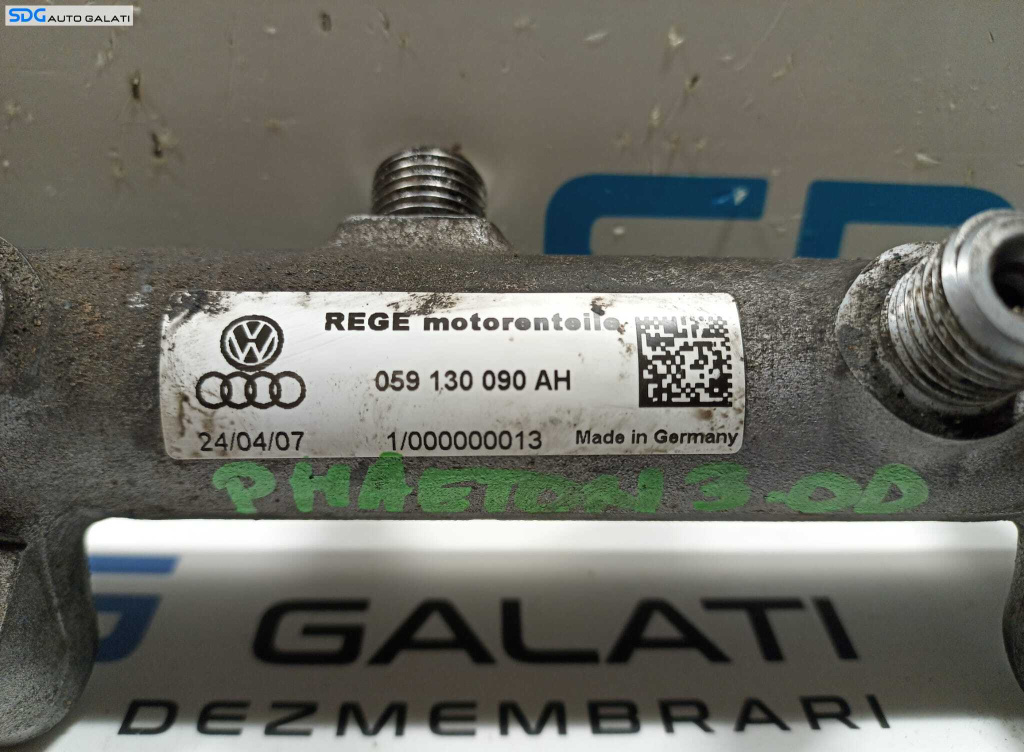 SDG AUTO GALATI
REGE motorenteile
059 130 090 AH
24/04/07 1/000000013 Made in Germany
PHAETON 3.0D
GALATI
DEZMEMBRARI